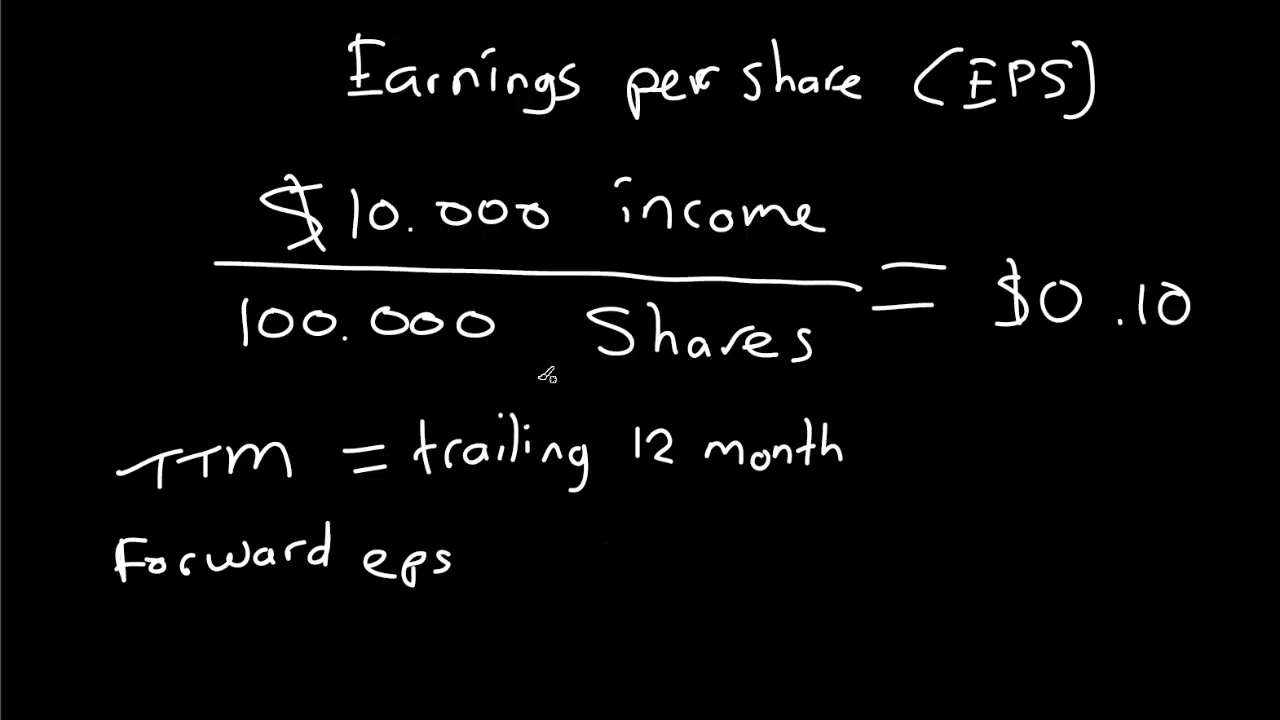 Earnings per share (EPS)
$10.000 income
= $0.10
100.000 Shares
TTM = trailing 12 month
Forward eps